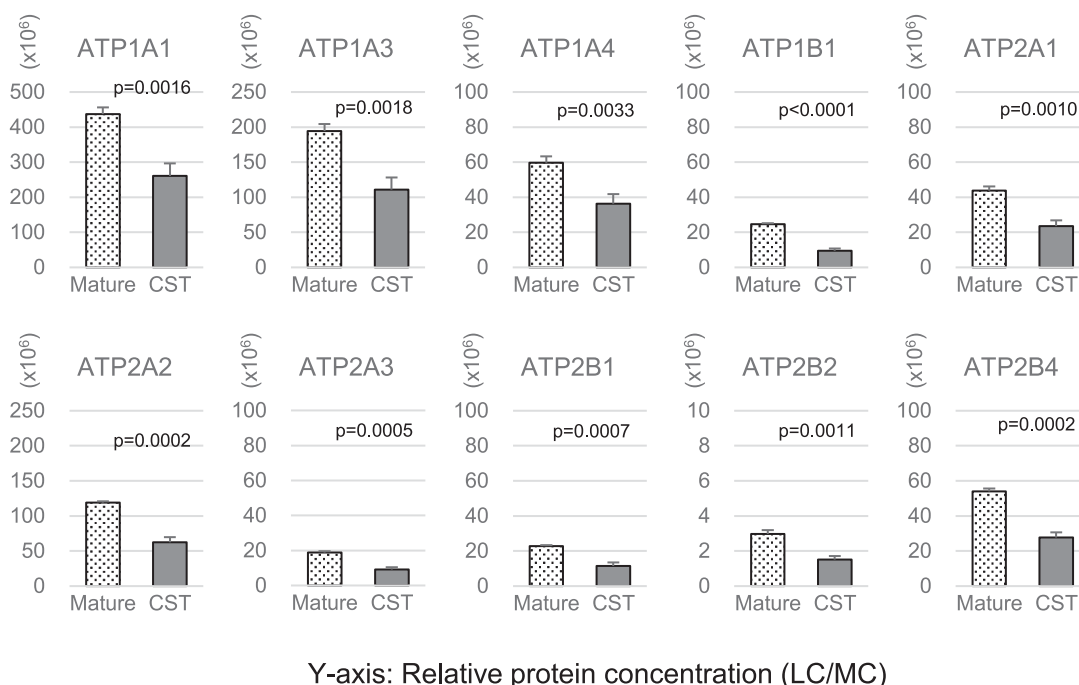 (x10⁶) ATP1A1 (x10⁶) ATP1A3 (x10⁶) ATP1A4 (x10⁶) ATP1B1 (x10⁶) ATP2A1
500 p=0.0016 250 p=0.0018 100 p=0.0033 100 p<0.0001 100 p=0.0010
400 200 80 80 80
300 150 60 60 60
200 100 40 40 40
100 50 20 20 20
0 0 0 0 0
Mature CST Mature CST Mature CST Mature CST Mature CST
(x10⁶) ATP2A2 (x10⁶) ATP2A3 (x10⁶) ATP2B1 (x10⁶) ATP2B2 (x10⁶) ATP2B4
250 p=0.0002 100 p=0.0005 100 p=0.0007 10 p=0.0011 100 p=0.0002
200 80 80 8 80
150 60 60 6 60
100 40 40 4 40
50 20 20 2 20
0 0 0 0 0
Mature CST Mature CST Mature CST Mature CST Mature CST
Y-axis: Relative protein concentration (LC/MC)